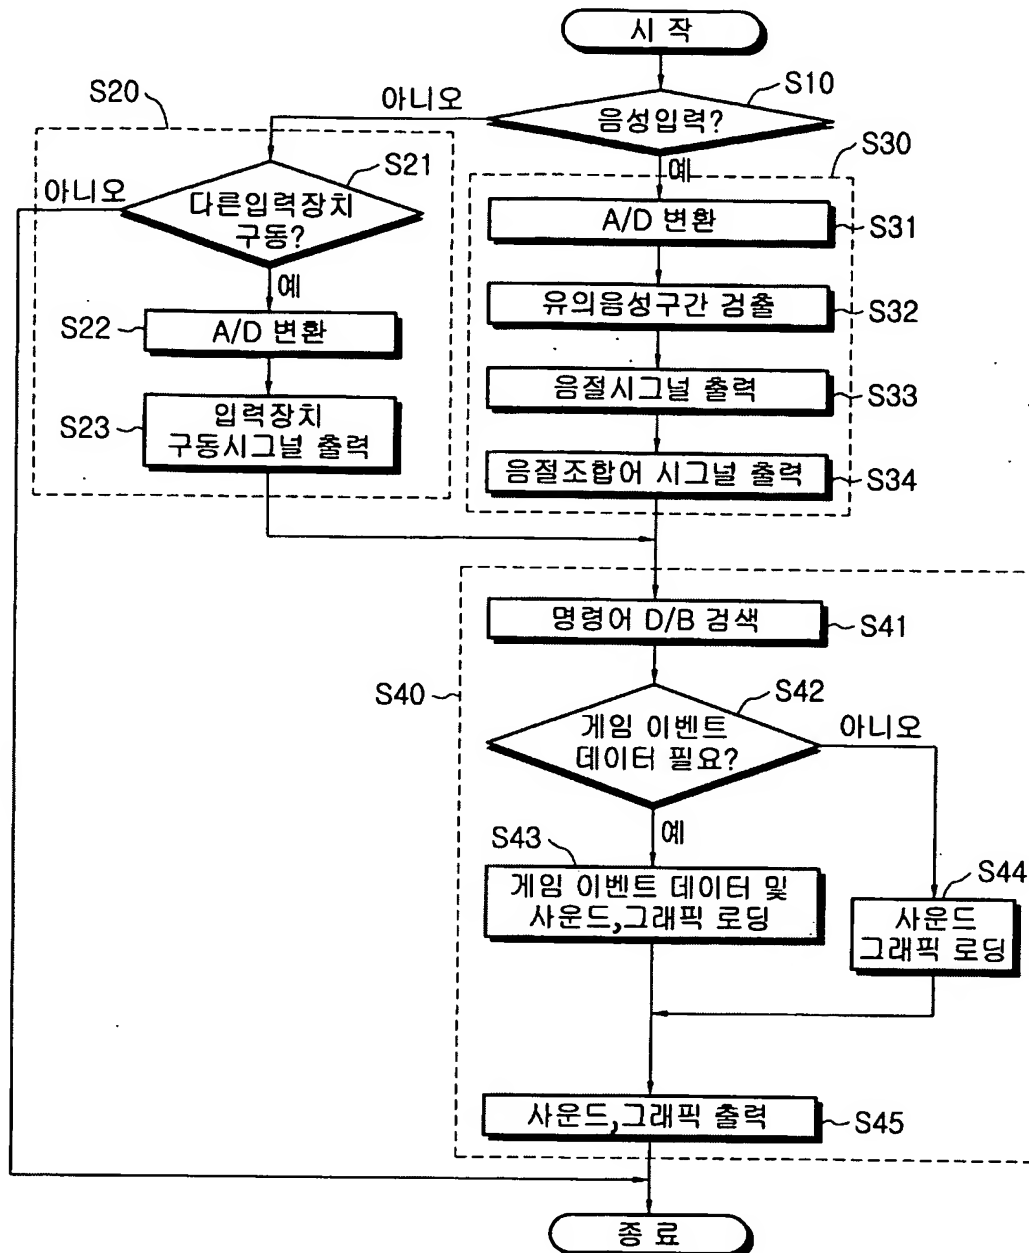 시 작
S10
음성입력?
아니오
예
S20
S21
다른입력장치
구동?
아니오
예
S22
A/D 변환
S23
입력장치
구동시그널 출력
S30
A/D 변환
S31
유의음성구간 검출
S32
음절시그널 출력
S33
음절조합어 시그널 출력
S34
S40
명령어 D/B 검색
S41
S42
게임 이벤트
데이터 필요?
아니오
예
S43
게임 이벤트 데이터 및
사운드,그래픽 로딩
S44
사운드
그래픽 로딩
사운드,그래픽 출력
S45
종 료